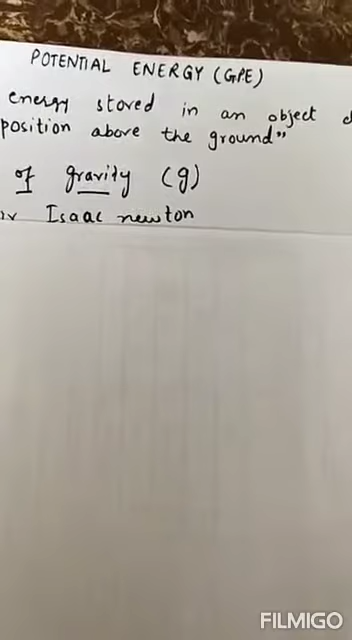 POTENTIAL ENERGY (GPE)
energy stored in an object
position above the ground"
of gravity (g)
Isaac newton
FILMIGO